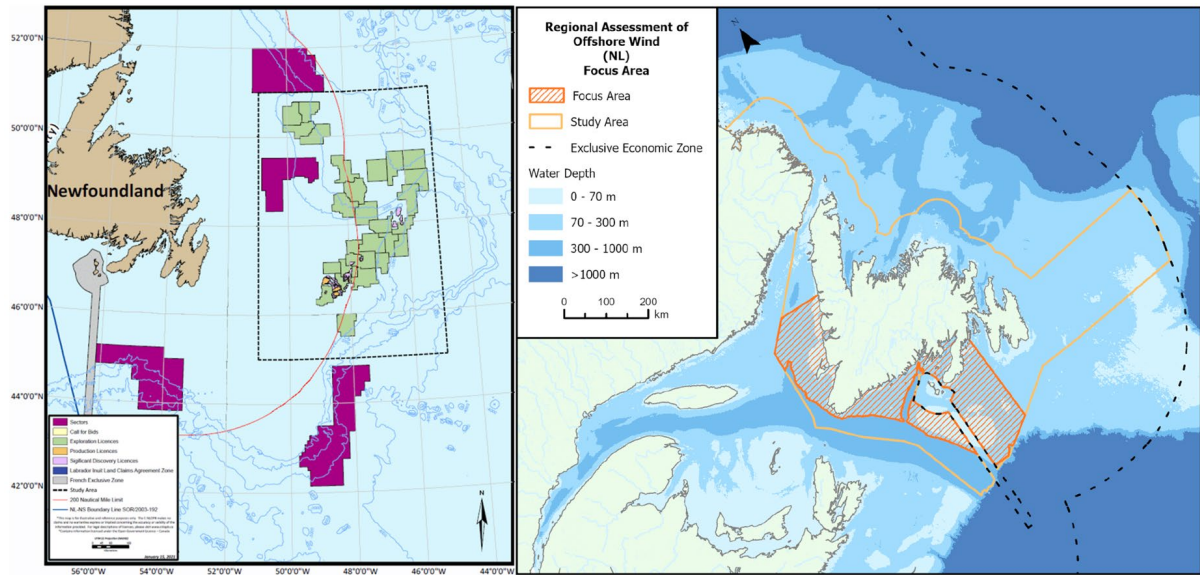 52°0'0"N
50°0'0"N
48°0'0"N
46°0'0"N
44°0'0"N
42°0'0"N
Newfoundland
Sectors
Call for Bids
Exploration Licences
Production Licences
Significant Discovery Licences
Labrador Inuit Land Claims Agreement Zone
French Exclusive Zone
Study Area
200 Nautical Mile Limit
NL-NS Boundary Line SOR/2003-192
January 23, 2023
N
56°0'0"W
54°0'0"W
52°0'0"W
50°0'0"W
48°0'0"W
46°0'0"W
44°0'0"W
Regional Assessment of
Offshore Wind
(NL)
Focus Area
Focus Area
Study Area
Exclusive Economic Zone
Water Depth
0 - 70 m
70 - 300 m
300 - 1000 m
>1000 m
0 100 200
km
N